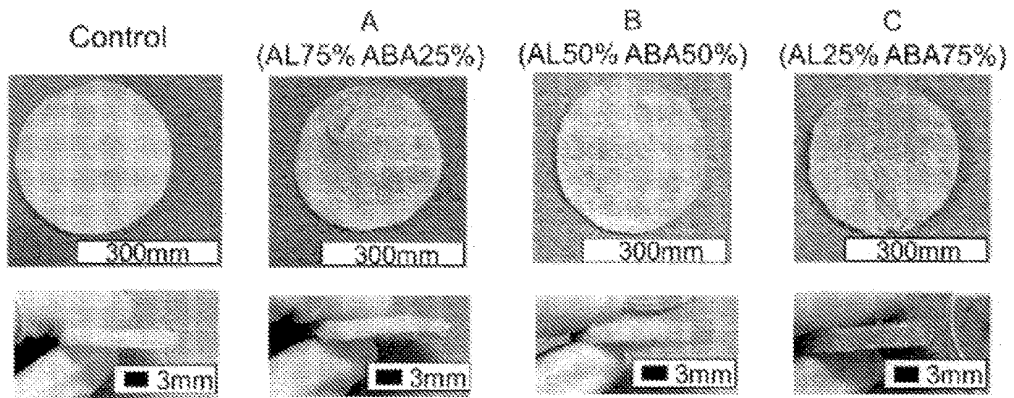 Control
A
(AL75% ABA25%)
B
(AL50% ABA50%)
C
(AL25% ABA75%)
300mm
300mm
300mm
300mm
3mm
3mm
3mm
3mm